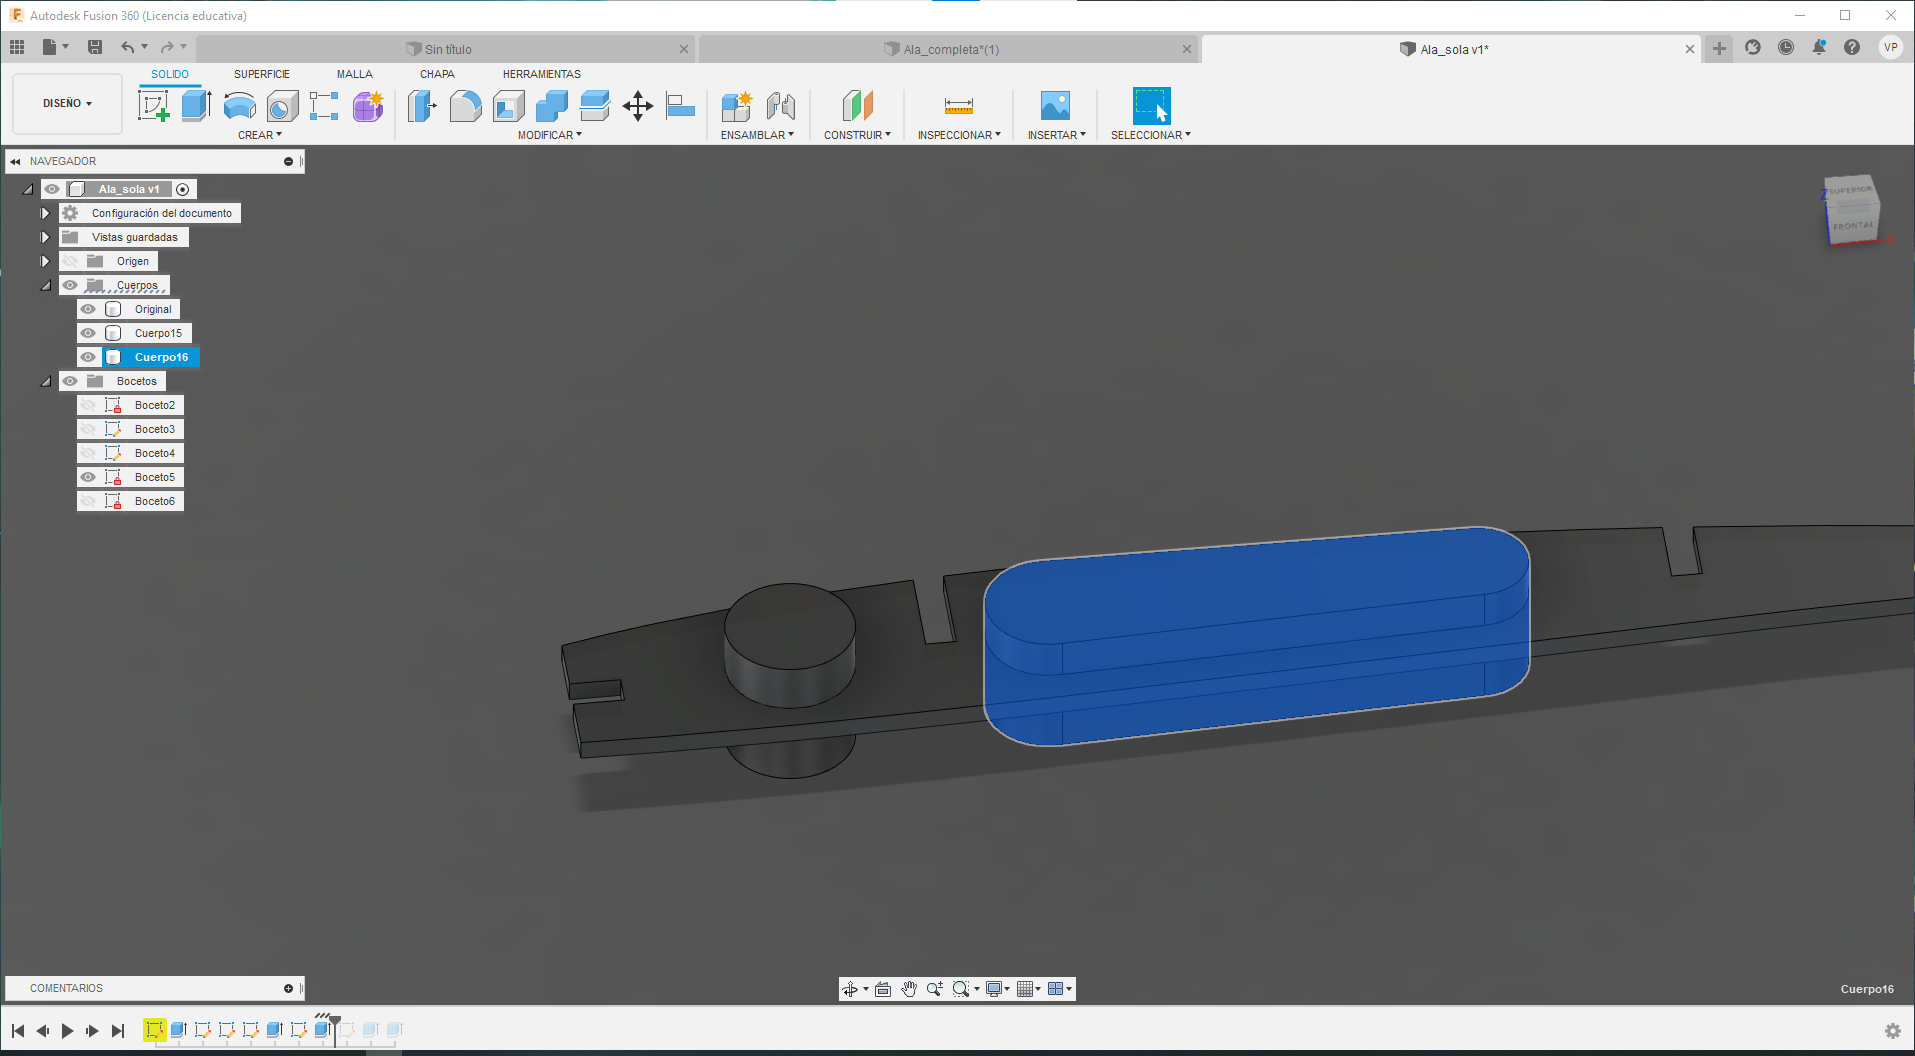 Autodesk Fusion 360 (Licencia educativa)
Sin título
Ala_completa*(1)
Ala_sola v1*
VP
DISEÑO
SOLIDO
SUPERFICIE
MALLA
CHAPA
HERRAMIENTAS
CREAR
MODIFICAR
ENSAMBLAR
CONSTRUIR
INSPECCIONAR
INSERTAR
SELECCIONAR
NAVEGADOR
Ala_sola v1
Configuración del documento
Vistas guardadas
Origen
Cuerpos
Original
Cuerpo15
Cuerpo16
Bocetos
Boceto2
Boceto3
Boceto4
Boceto5
Boceto6
Z
SUPERIOR
FRONTAL
X
COMENTARIOS
Cuerpo16